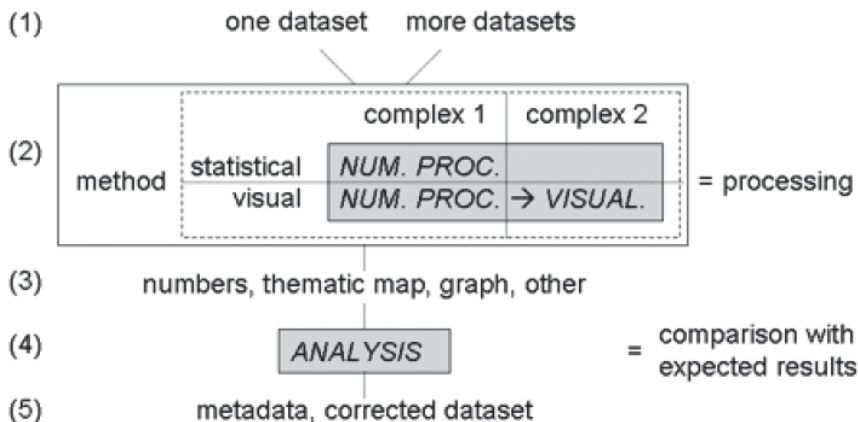 (1) one dataset more datasets
complex 1 complex 2
(2) statistical NUM. PROC.
method = processing
visual NUM. PROC. → VISUAL.
(3) numbers, thematic map, graph, other
(4) ANALYSIS = comparison with
expected results
(5) metadata, corrected dataset